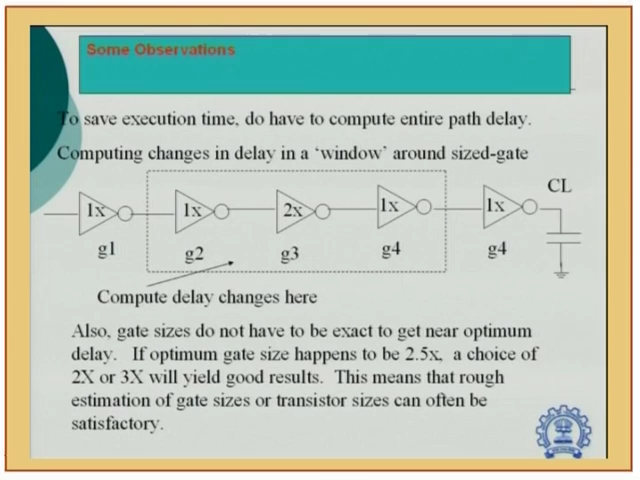 Some Observations
To save execution time, do have to compute entire path delay.
Computing changes in delay in a 'window' around sized-gate
CL
1x 1x 2x 1x 1x
g1 g2 g3 g4 g4
Compute delay changes here
Also, gate sizes do not have to be exact to get near optimum
delay. If optimum gate size happens to be 2.5x, a choice of
2X or 3X will yield good results. This means that rough
estimation of gate sizes or transistor sizes can often be
satisfactory.